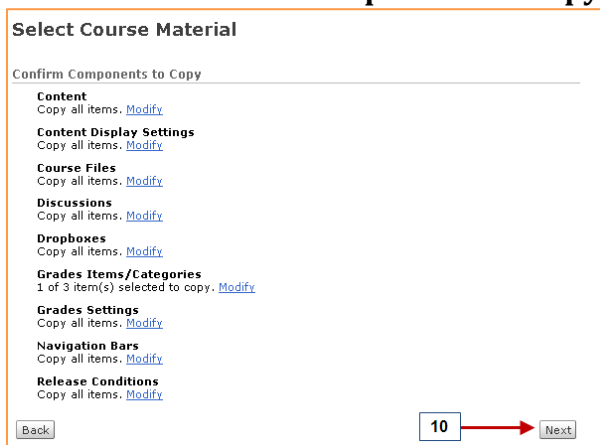 Select Course Material
Confirm Components to Copy
Content
Copy all items. Modify
Content Display Settings
Copy all items. Modify
Course Files
Copy all items. Modify
Discussions
Copy all items. Modify
Dropboxes
Copy all items. Modify
Grades Items/Categories
1 of 3 item(s) selected to copy. Modify
Grades Settings
Copy all items. Modify
Navigation Bars
Copy all items. Modify
Release Conditions
Copy all items. Modify
Back 10 Next